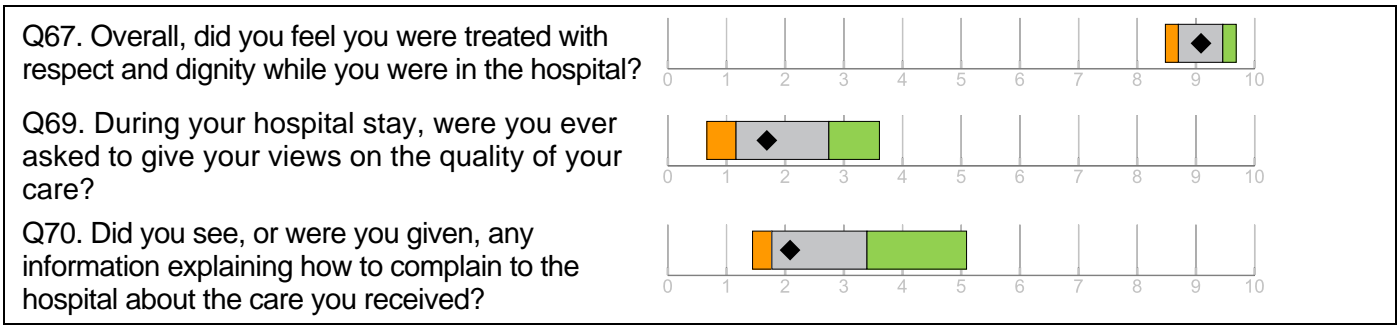 Q67. Overall, did you feel you were treated with
respect and dignity while you were in the hospital?
0 1 2 3 4 5 6 7 8 9 10
Q69. During your hospital stay, were you ever
asked to give your views on the quality of your
care?
0 1 2 3 4 5 6 7 8 9 10
Q70. Did you see, or were you given, any
information explaining how to complain to the
hospital about the care you received?
0 1 2 3 4 5 6 7 8 9 10